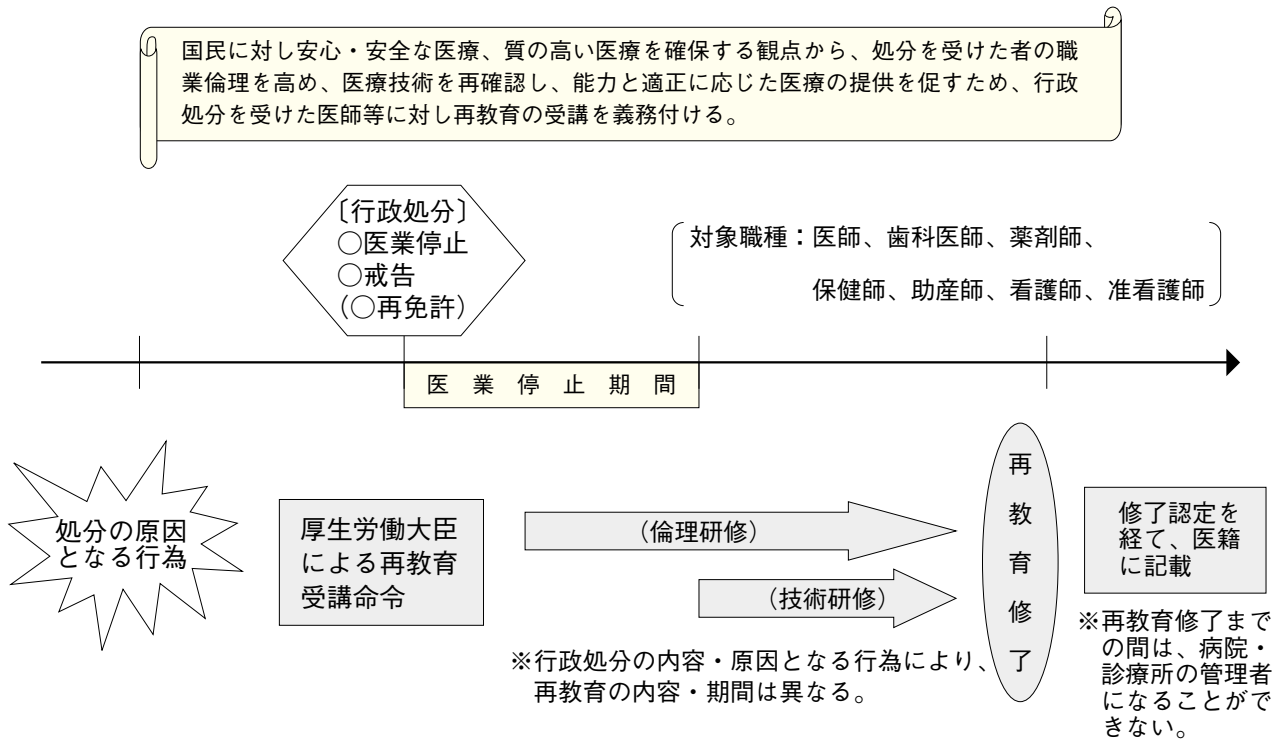 国民に対し安心・安全な医療、質の高い医療を確保する観点から、処分を受けた者の職
業倫理を高め、医療技術を再確認し、能力と適正に応じた医療の提供を促すため、行政
処分を受けた医師等に対し再教育の受講を義務付ける。
〔行政処分〕
○医業停止
○戒告
(○再免許)
対象職種：医師、歯科医師、薬剤師、
保健師、助産師、看護師、准看護師
医業停止期間
処分の原因
となる行為
厚生労働大臣
による再教育
受講命令
(倫理研修)
(技術研修)
※行政処分の内容・原因となる行為により、
再教育の内容・期間は異なる。
再教育修了
修了認定を
経て、医籍
に記載
※再教育修了まで
の間は、病院・
診療所の管理者
になることがで
きない。